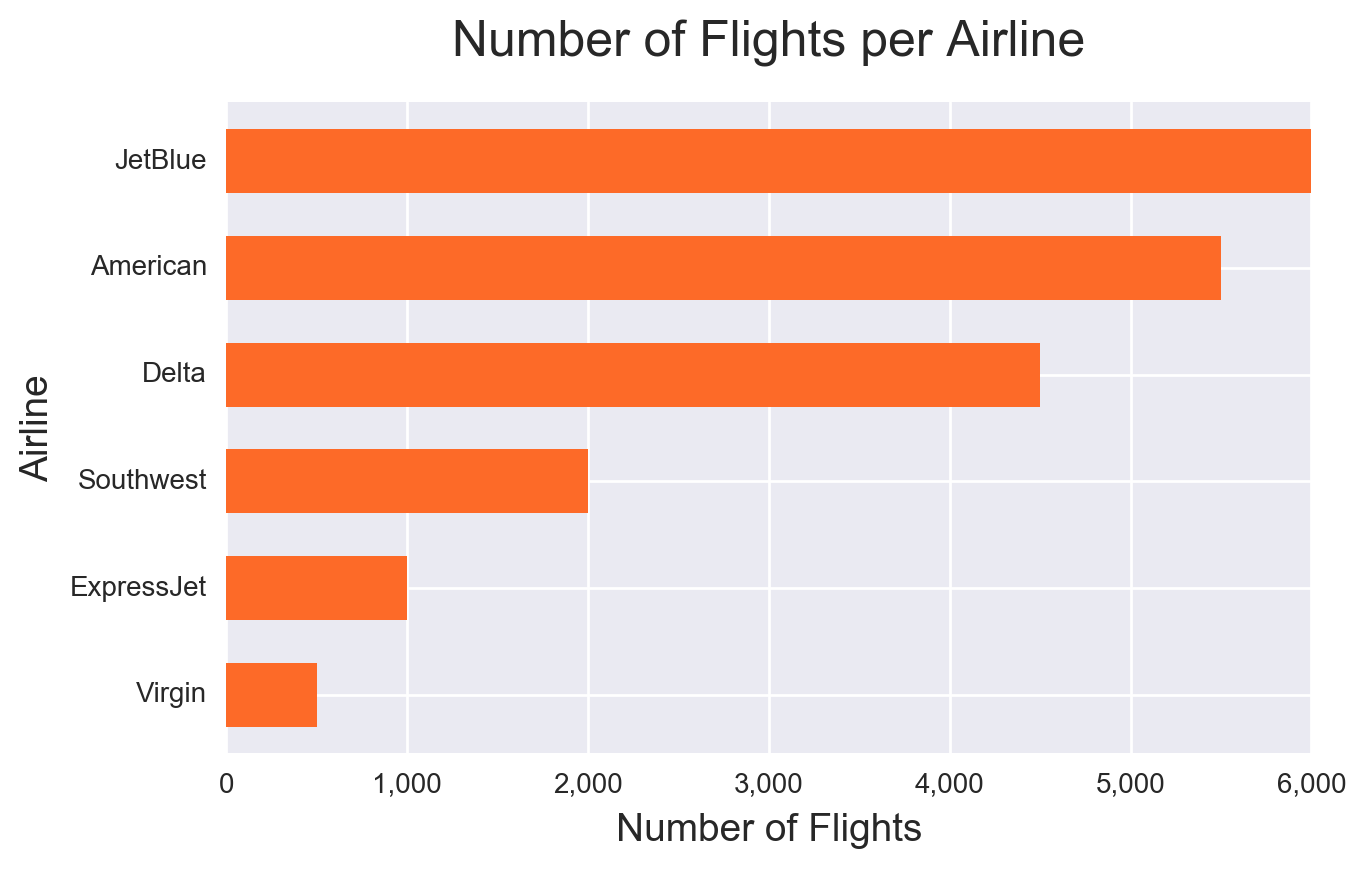 Number of Flights per Airline
JetBlue
American
Delta
Southwest
ExpressJet
Virgin
Airline
0 1,000 2,000 3,000 4,000 5,000 6,000
Number of Flights